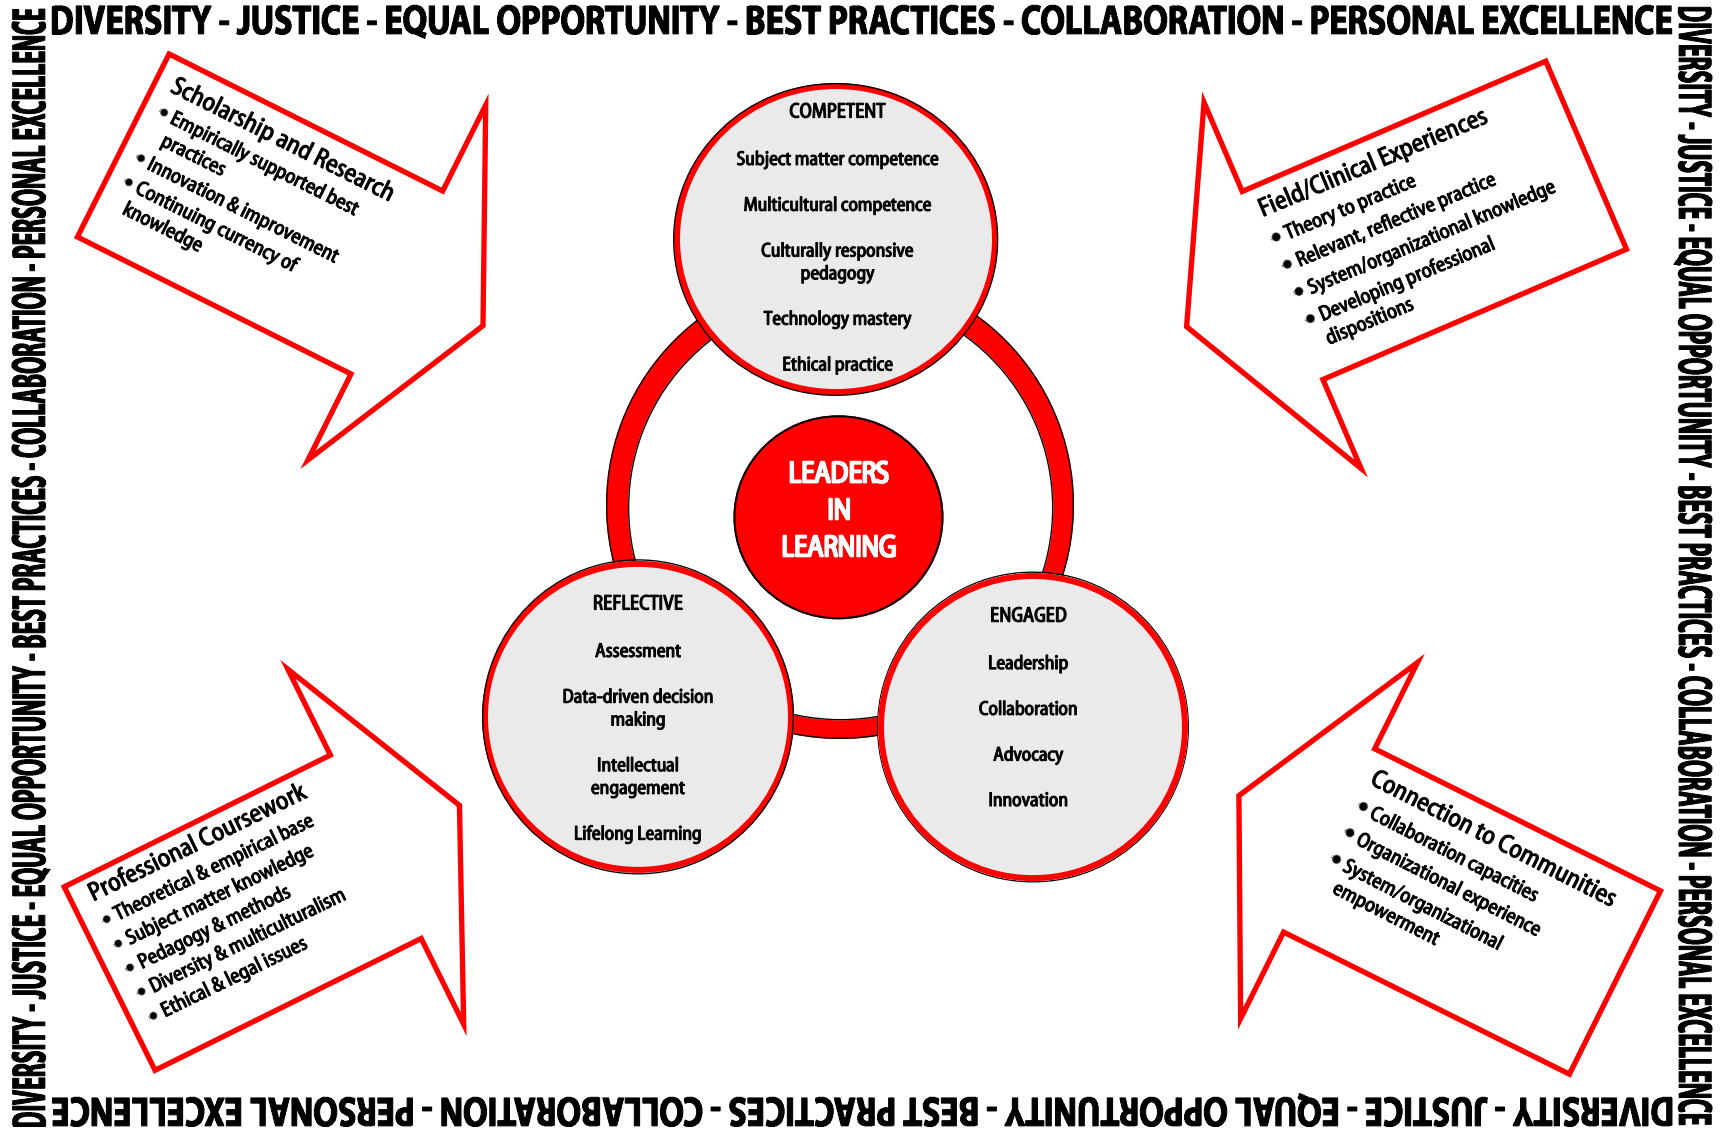 DIVERSITY - JUSTICE - EQUAL OPPORTUNITY - BEST PRACTICES - COLLABORATION - PERSONAL EXCELLENCE
DIVERSITY - JUSTICE - EQUAL OPPORTUNITY - BEST PRACTICES - COLLABORATION - PERSONAL EXCELLENCE
DIVERSITY - JUSTICE - EQUAL OPPORTUNITY - BEST PRACTICES - COLLABORATION - PERSONAL EXCELLENCE
Scholarship and Research
• Empirically supported best
practices
• Innovation & improvement
• Continuing currency of
knowledge
COMPETENT
Subject matter competence
Multicultural competence
Culturally responsive
pedagogy
Technology mastery
Ethical practice
Field/Clinical Experiences
• Theory to practice
• Relevant, reflective practice
• System/organizational knowledge
• Developing professional
dispositions
LEADERS
IN
LEARNING
REFLECTIVE
Assessment
Data-driven decision
making
Intellectual
engagement
Lifelong Learning
ENGAGED
Leadership
Collaboration
Advocacy
Innovation
Professional Coursework
• Theoretical & empirical base
• Subject matter knowledge
• Pedagogy & methods
• Diversity & multiculturalism
• Ethical & legal issues
Connection to Communities
• Collaboration capacities
• Organizational experience
• System/organizational
empowerment
DIVERSITY - JUSTICE - EQUAL OPPORTUNITY - BEST PRACTICES - COLLABORATION - PERSONAL EXCELLENCE